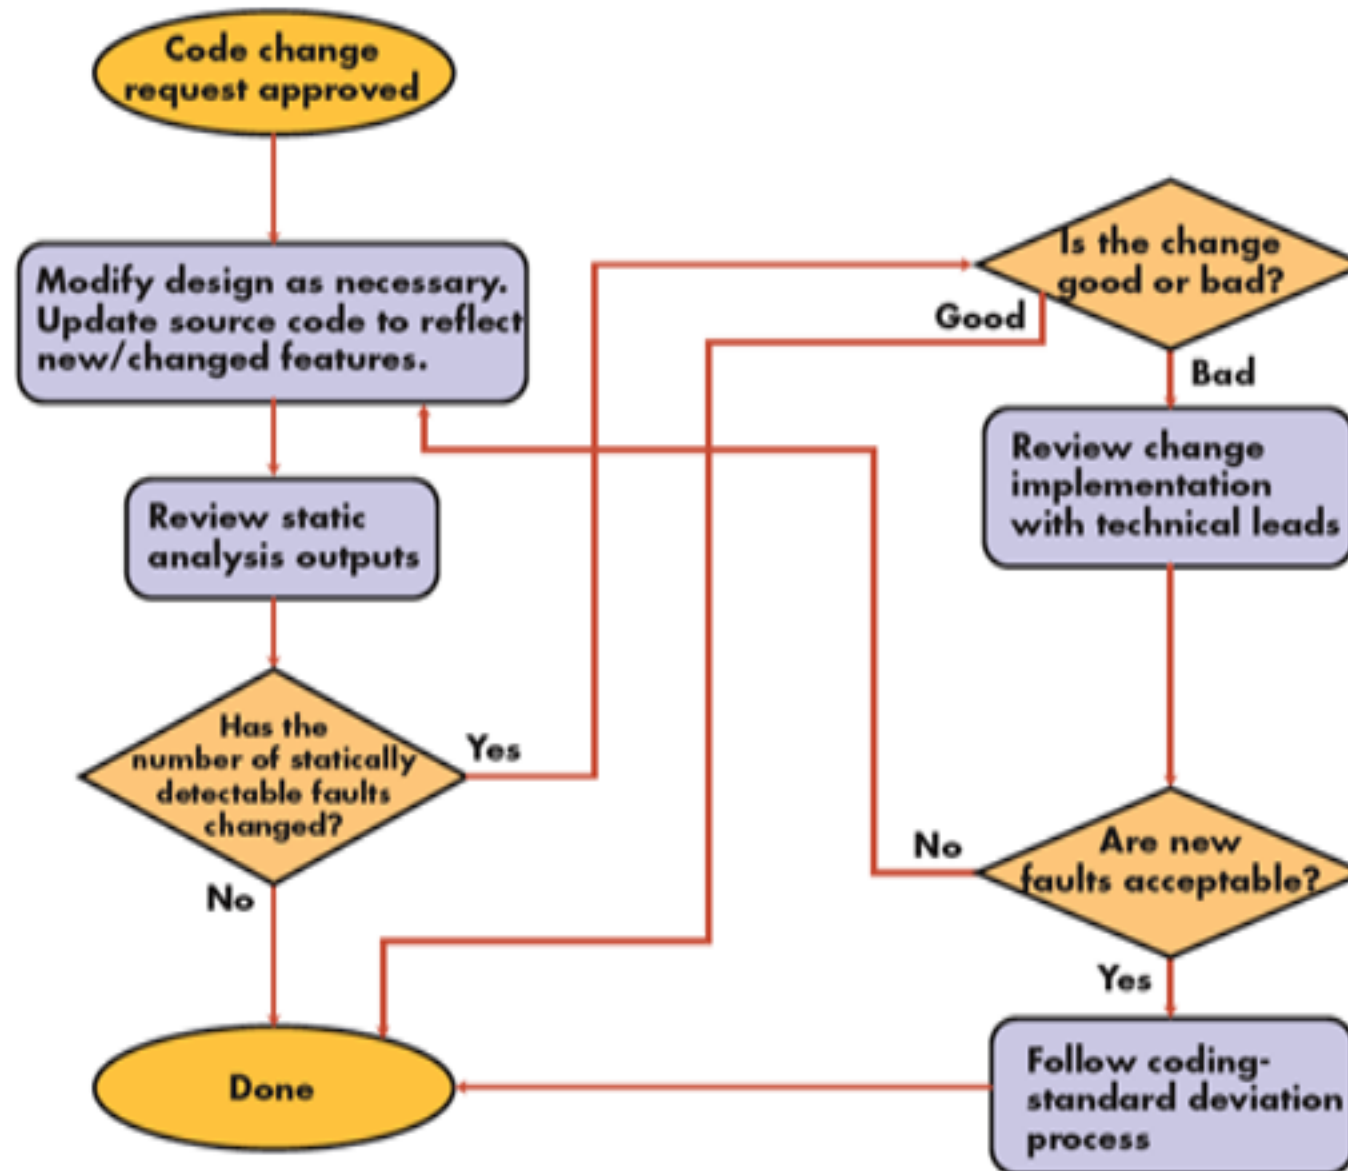 Code change
request approved
Modify design as necessary.
Update source code to reflect
new/changed features.
Review static
analysis outputs
Has the
number of statically
detectable faults
changed?
Yes
No
Done
Is the change
good or bad?
Good
Bad
Review change
implementation
with technical leads
Are new
faults acceptable?
No
Yes
Follow coding-
standard deviation
process